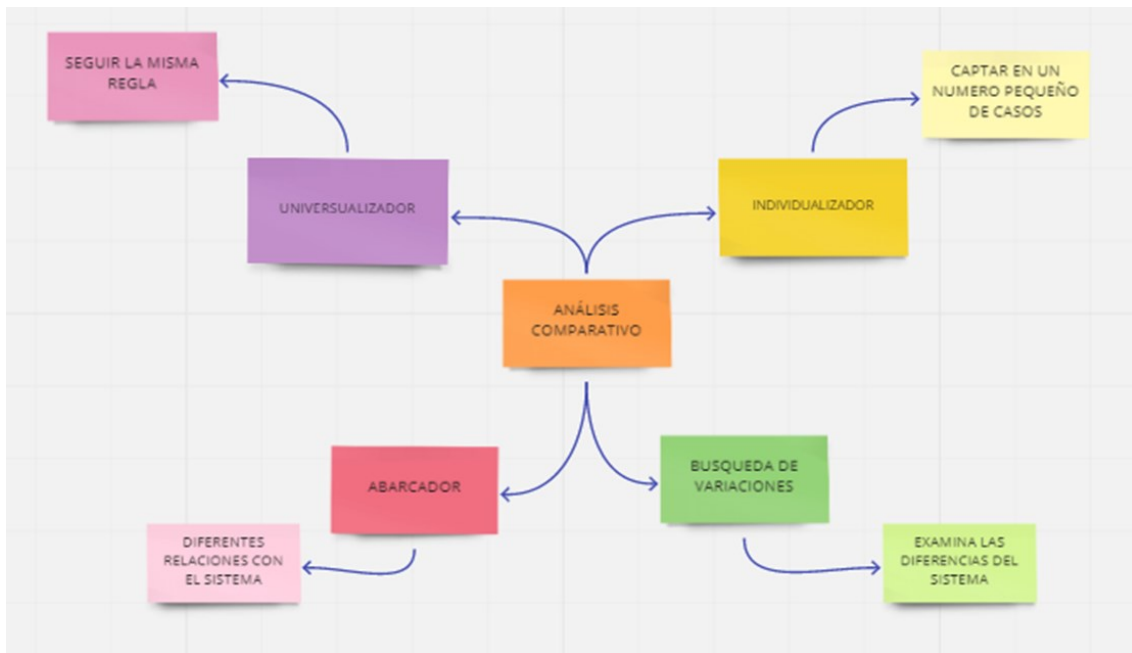 SEGUIR LA MISMA
REGLA
CAPTAR EN UN
NUMERO PEQUEÑO
DE CASOS
UNIVERSUALIZADOR
INDIVIDUALIZADOR
ANÁLISIS
COMPARATIVO
ABARCADOR
BUSQUEDA DE
VARIACIONES
DIFERENTES
RELACIONES CON
EL SISTEMA
EXAMINA LAS
DIFERENCIAS DEL
SISTEMA